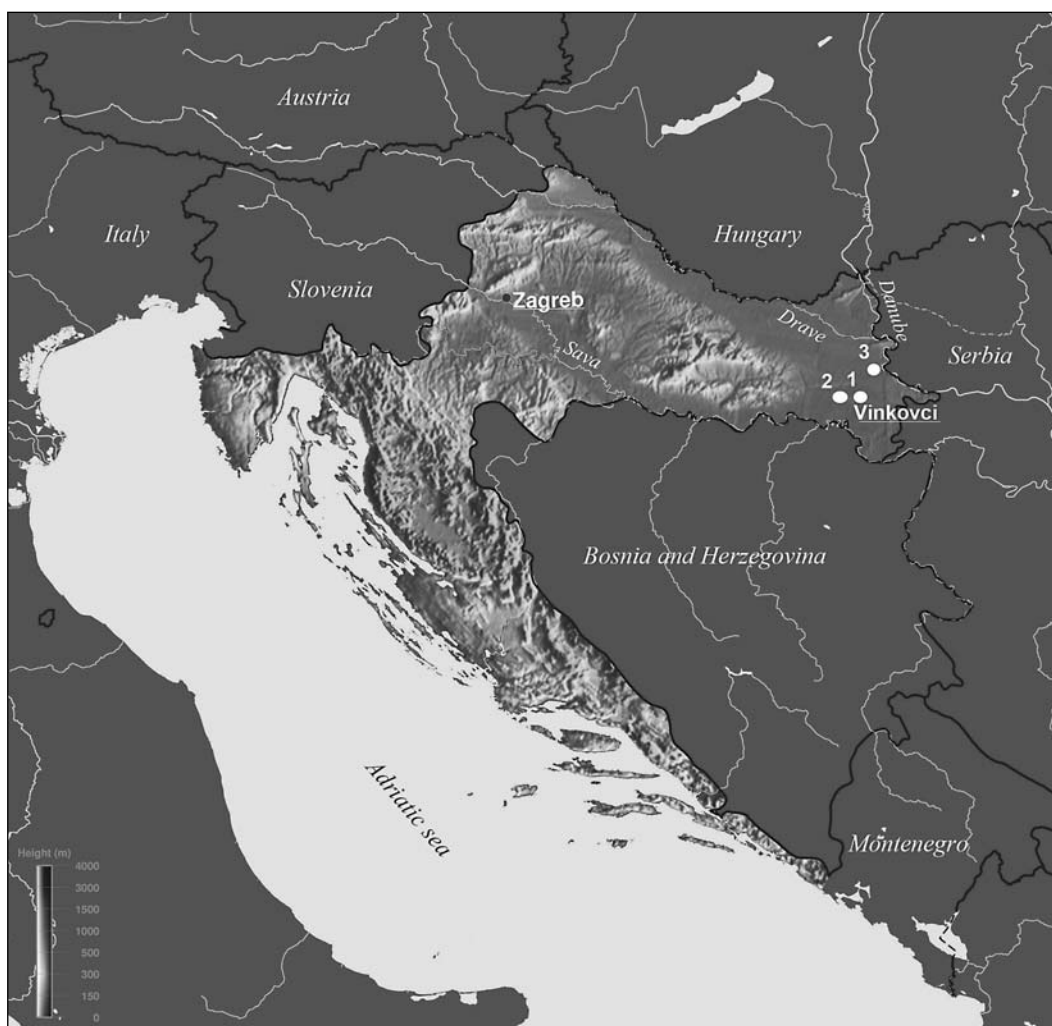 Austria
Italy
Hungary
Slovenia
Zagreb
Danube
Drave
Sava
Serbia
3
2 1
Vinkovci
Bosnia and Herzegovina
Adriatic sea
Montenegro
Height (m)
4000
3000
1500
1000
500
300
150
0